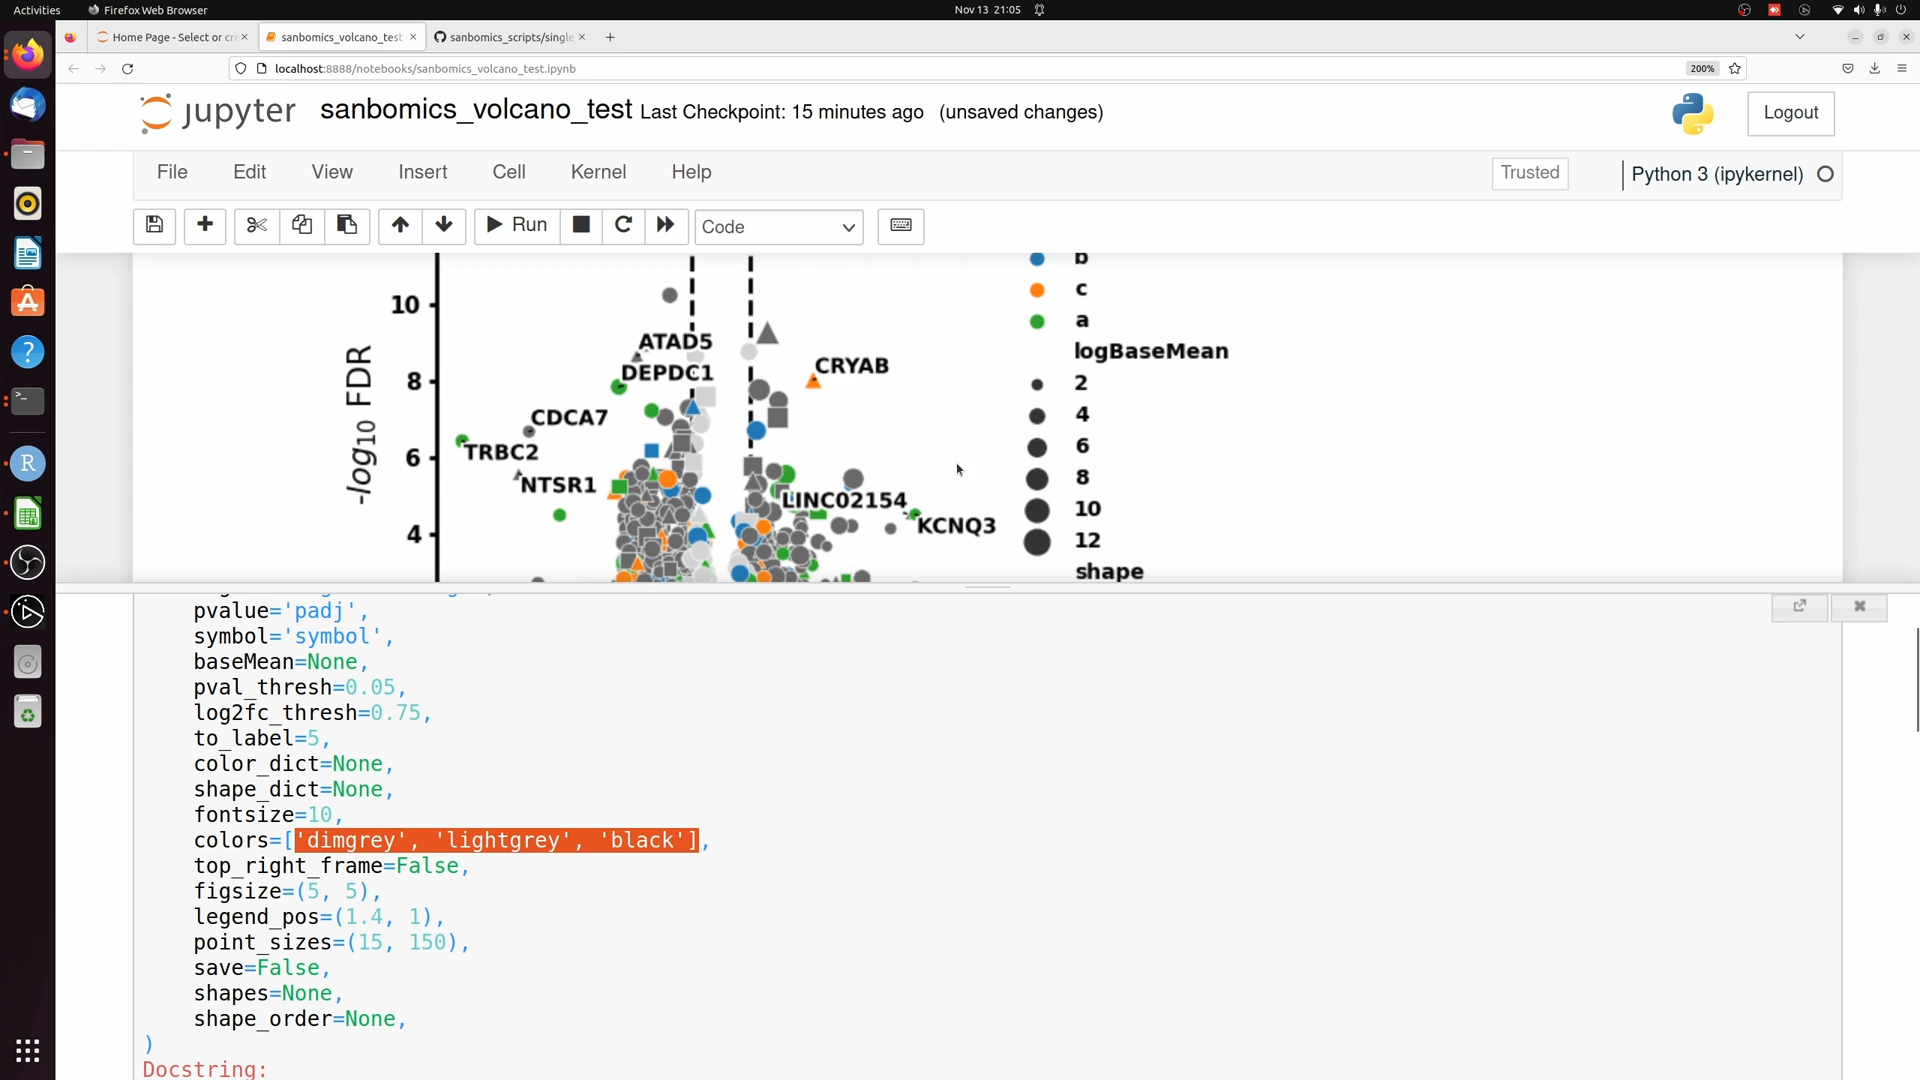 Activities
Firefox Web Browser
Nov 13 21:05
Home Page - Select or cre
sanbomics_volcano_test
sanbomics_scripts/single
localhost:8888/notebooks/sanbomics_volcano_test.ipynb
200%
jupyter
sanbomics_volcano_test Last Checkpoint: 15 minutes ago (unsaved changes)
Logout
File Edit View Insert Cell Kernel Help
Trusted
Python 3 (ipykernel)
Run
Code
-log10 FDR
10
8
6
4
ATAD5
DEPDC1
CRYAB
CDCA7
TRBC2
NTSR1
LINC02154
KCNQ3
b
c
a
logBaseMean
2
4
6
8
10
12
shape
pvalue='padj',
symbol='symbol',
baseMean=None,
pval_thresh=0.05,
log2fc_thresh=0.75,
to_label=5,
color_dict=None,
shape_dict=None,
fontsize=10,
colors=['dimgrey', 'lightgrey', 'black'],
top_right_frame=False,
figsize=(5, 5),
legend_pos=(1.4, 1),
point_sizes=(15, 150),
save=False,
shapes=None,
shape_order=None,
)
Docstring: